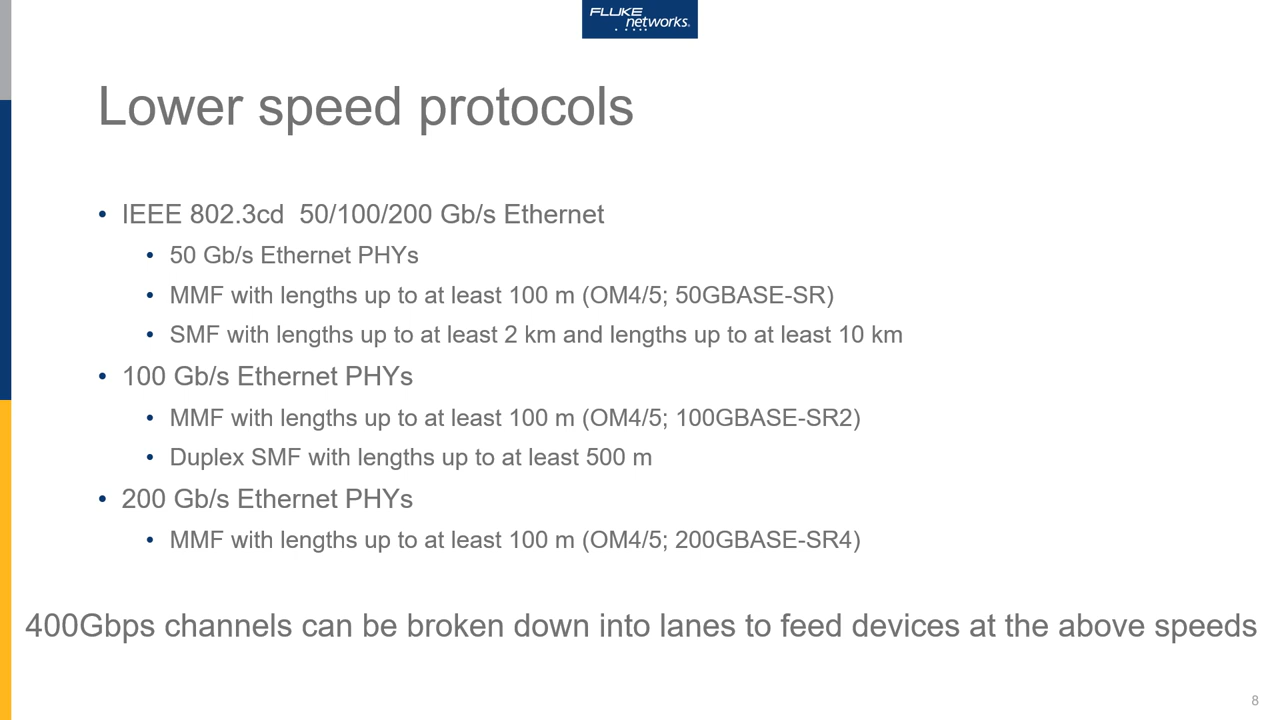 FLUKE
networks®
Lower speed protocols
• IEEE 802.3cd  50/100/200 Gb/s Ethernet
• 50 Gb/s Ethernet PHYs
• MMF with lengths up to at least 100 m (OM4/5; 50GBASE-SR)
• SMF with lengths up to at least 2 km and lengths up to at least 10 km
• 100 Gb/s Ethernet PHYs
• MMF with lengths up to at least 100 m (OM4/5; 100GBASE-SR2)
• Duplex SMF with lengths up to at least 500 m
• 200 Gb/s Ethernet PHYs
• MMF with lengths up to at least 100 m (OM4/5; 200GBASE-SR4)
400Gbps channels can be broken down into lanes to feed devices at the above speeds
8